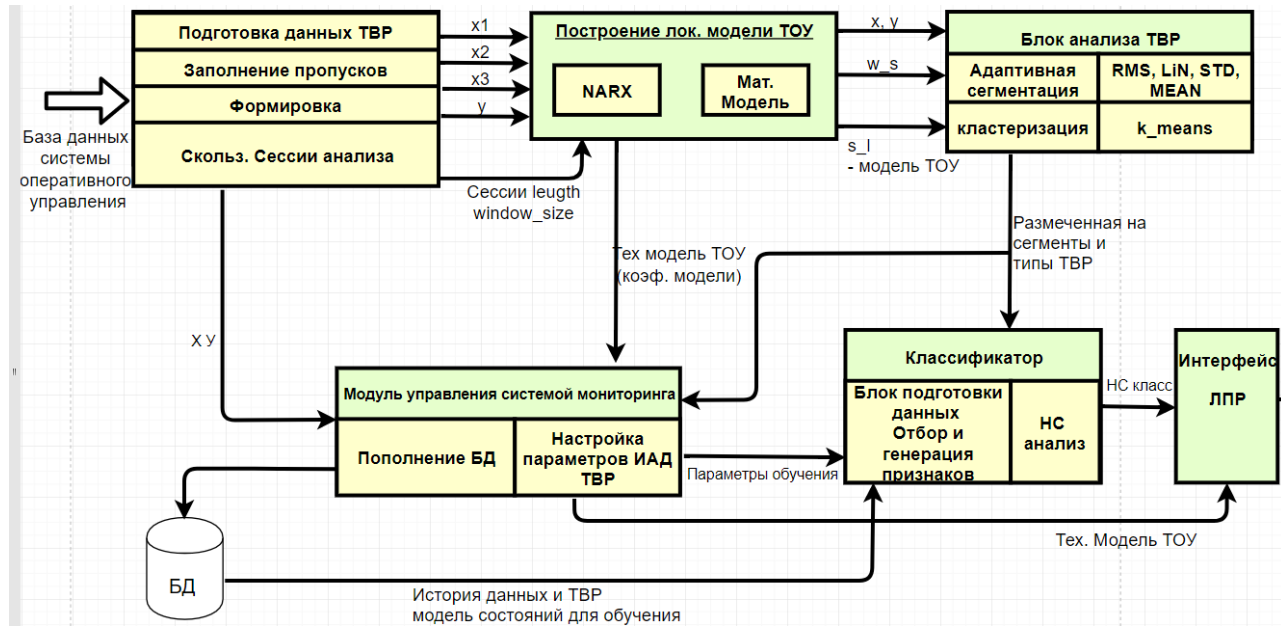 Подготовка данных ТВР
Заполнение пропусков
Формировка
Скольз. Сессии анализа
База данных
системы
оперативного
управления
x1
x2
x3
y
Построение лок. модели ТОУ
NARX
Мат.
Модель
Сессии leugth
window_size
x, y
w_s
s_l
- модель ТОУ
Блок анализа ТВР
Адаптивная
сегментация
RMS, LiN, STD,
MEAN
кластеризация
k_means
Размеченная на
сегменты и
типы ТВР
Тех модель ТОУ
(коэф. модели)
X У
"
Модуль управления системой мониторинга
Пополнение БД
Настройка
параметров ИАД
ТВР
Параметры обучения
Классификатор
Блок подготовки
данных
Отбор и
генерация
признаков
НС
анализ
НС класс
Интерфейс
ЛПР
Тех. Модель ТОУ
БД
История данных и ТВР
модель состояний для обучения